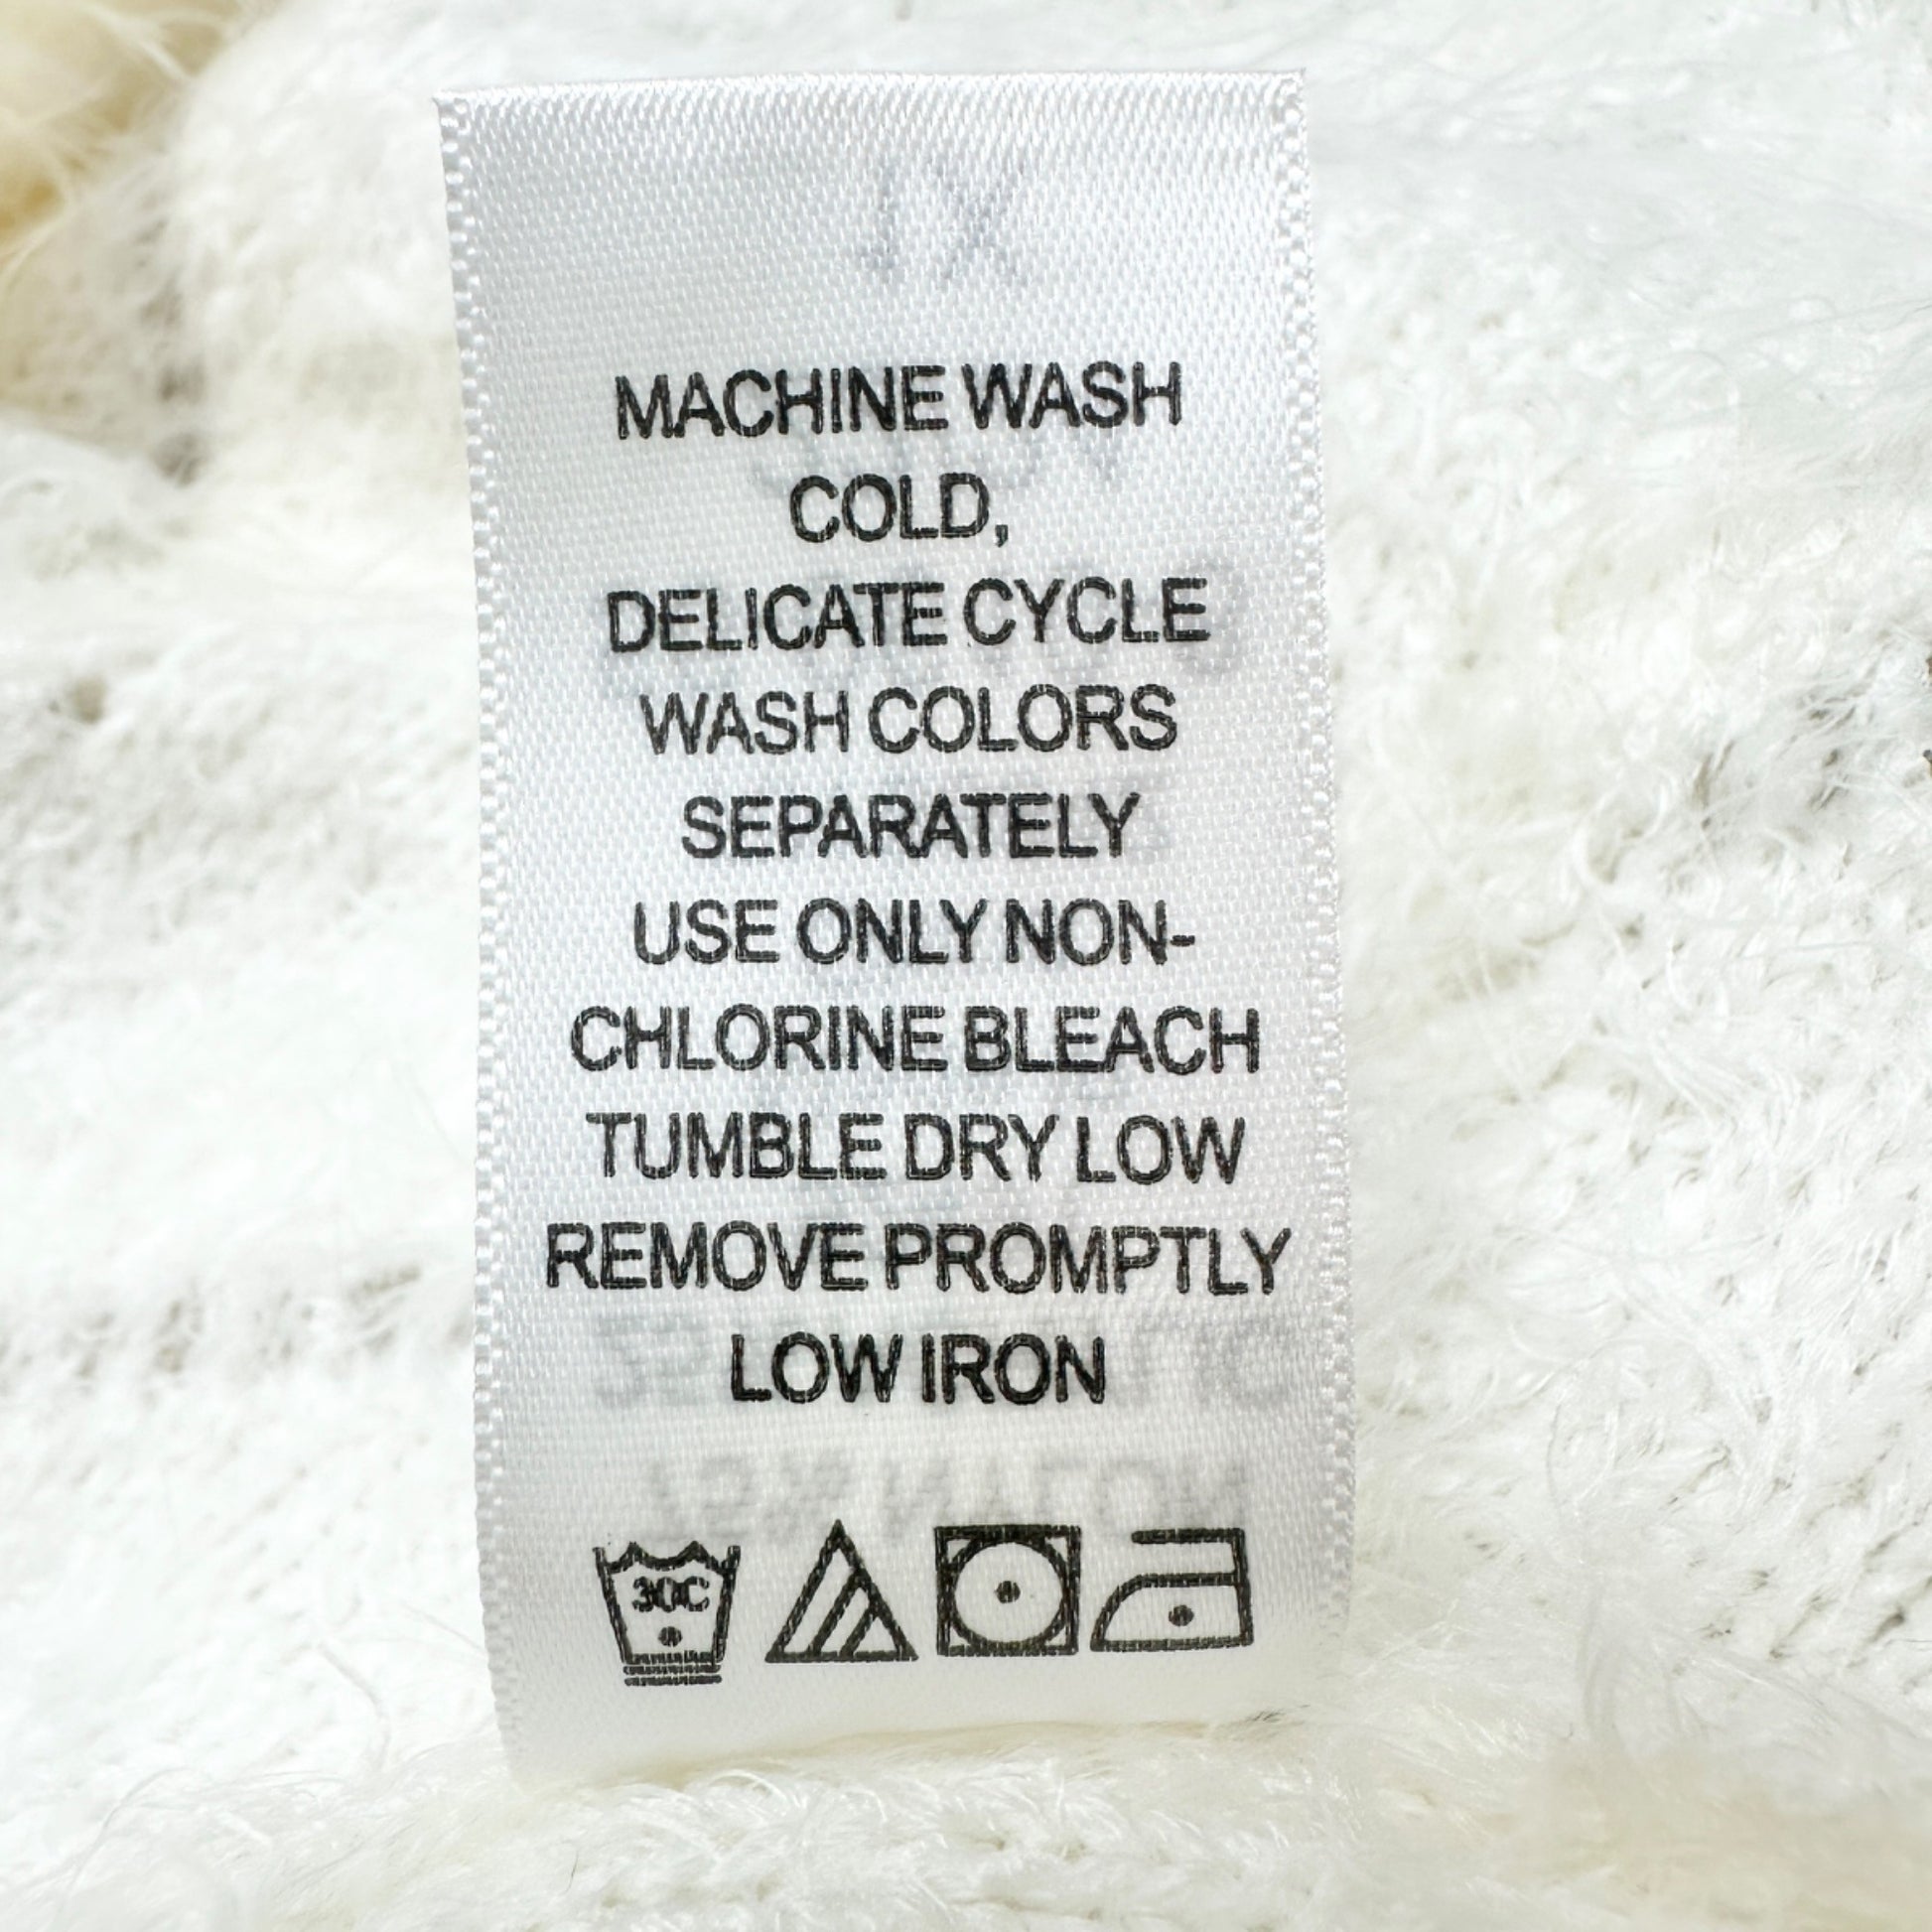 MACHINE WASH
COLD,
DELICATE CYCLE
WASH COLORS
SEPARATELY
USE ONLY NON-
CHLORINE BLEACH
TUMBLE DRY LOW
REMOVE PROMPTLY
LOW IRON
30C